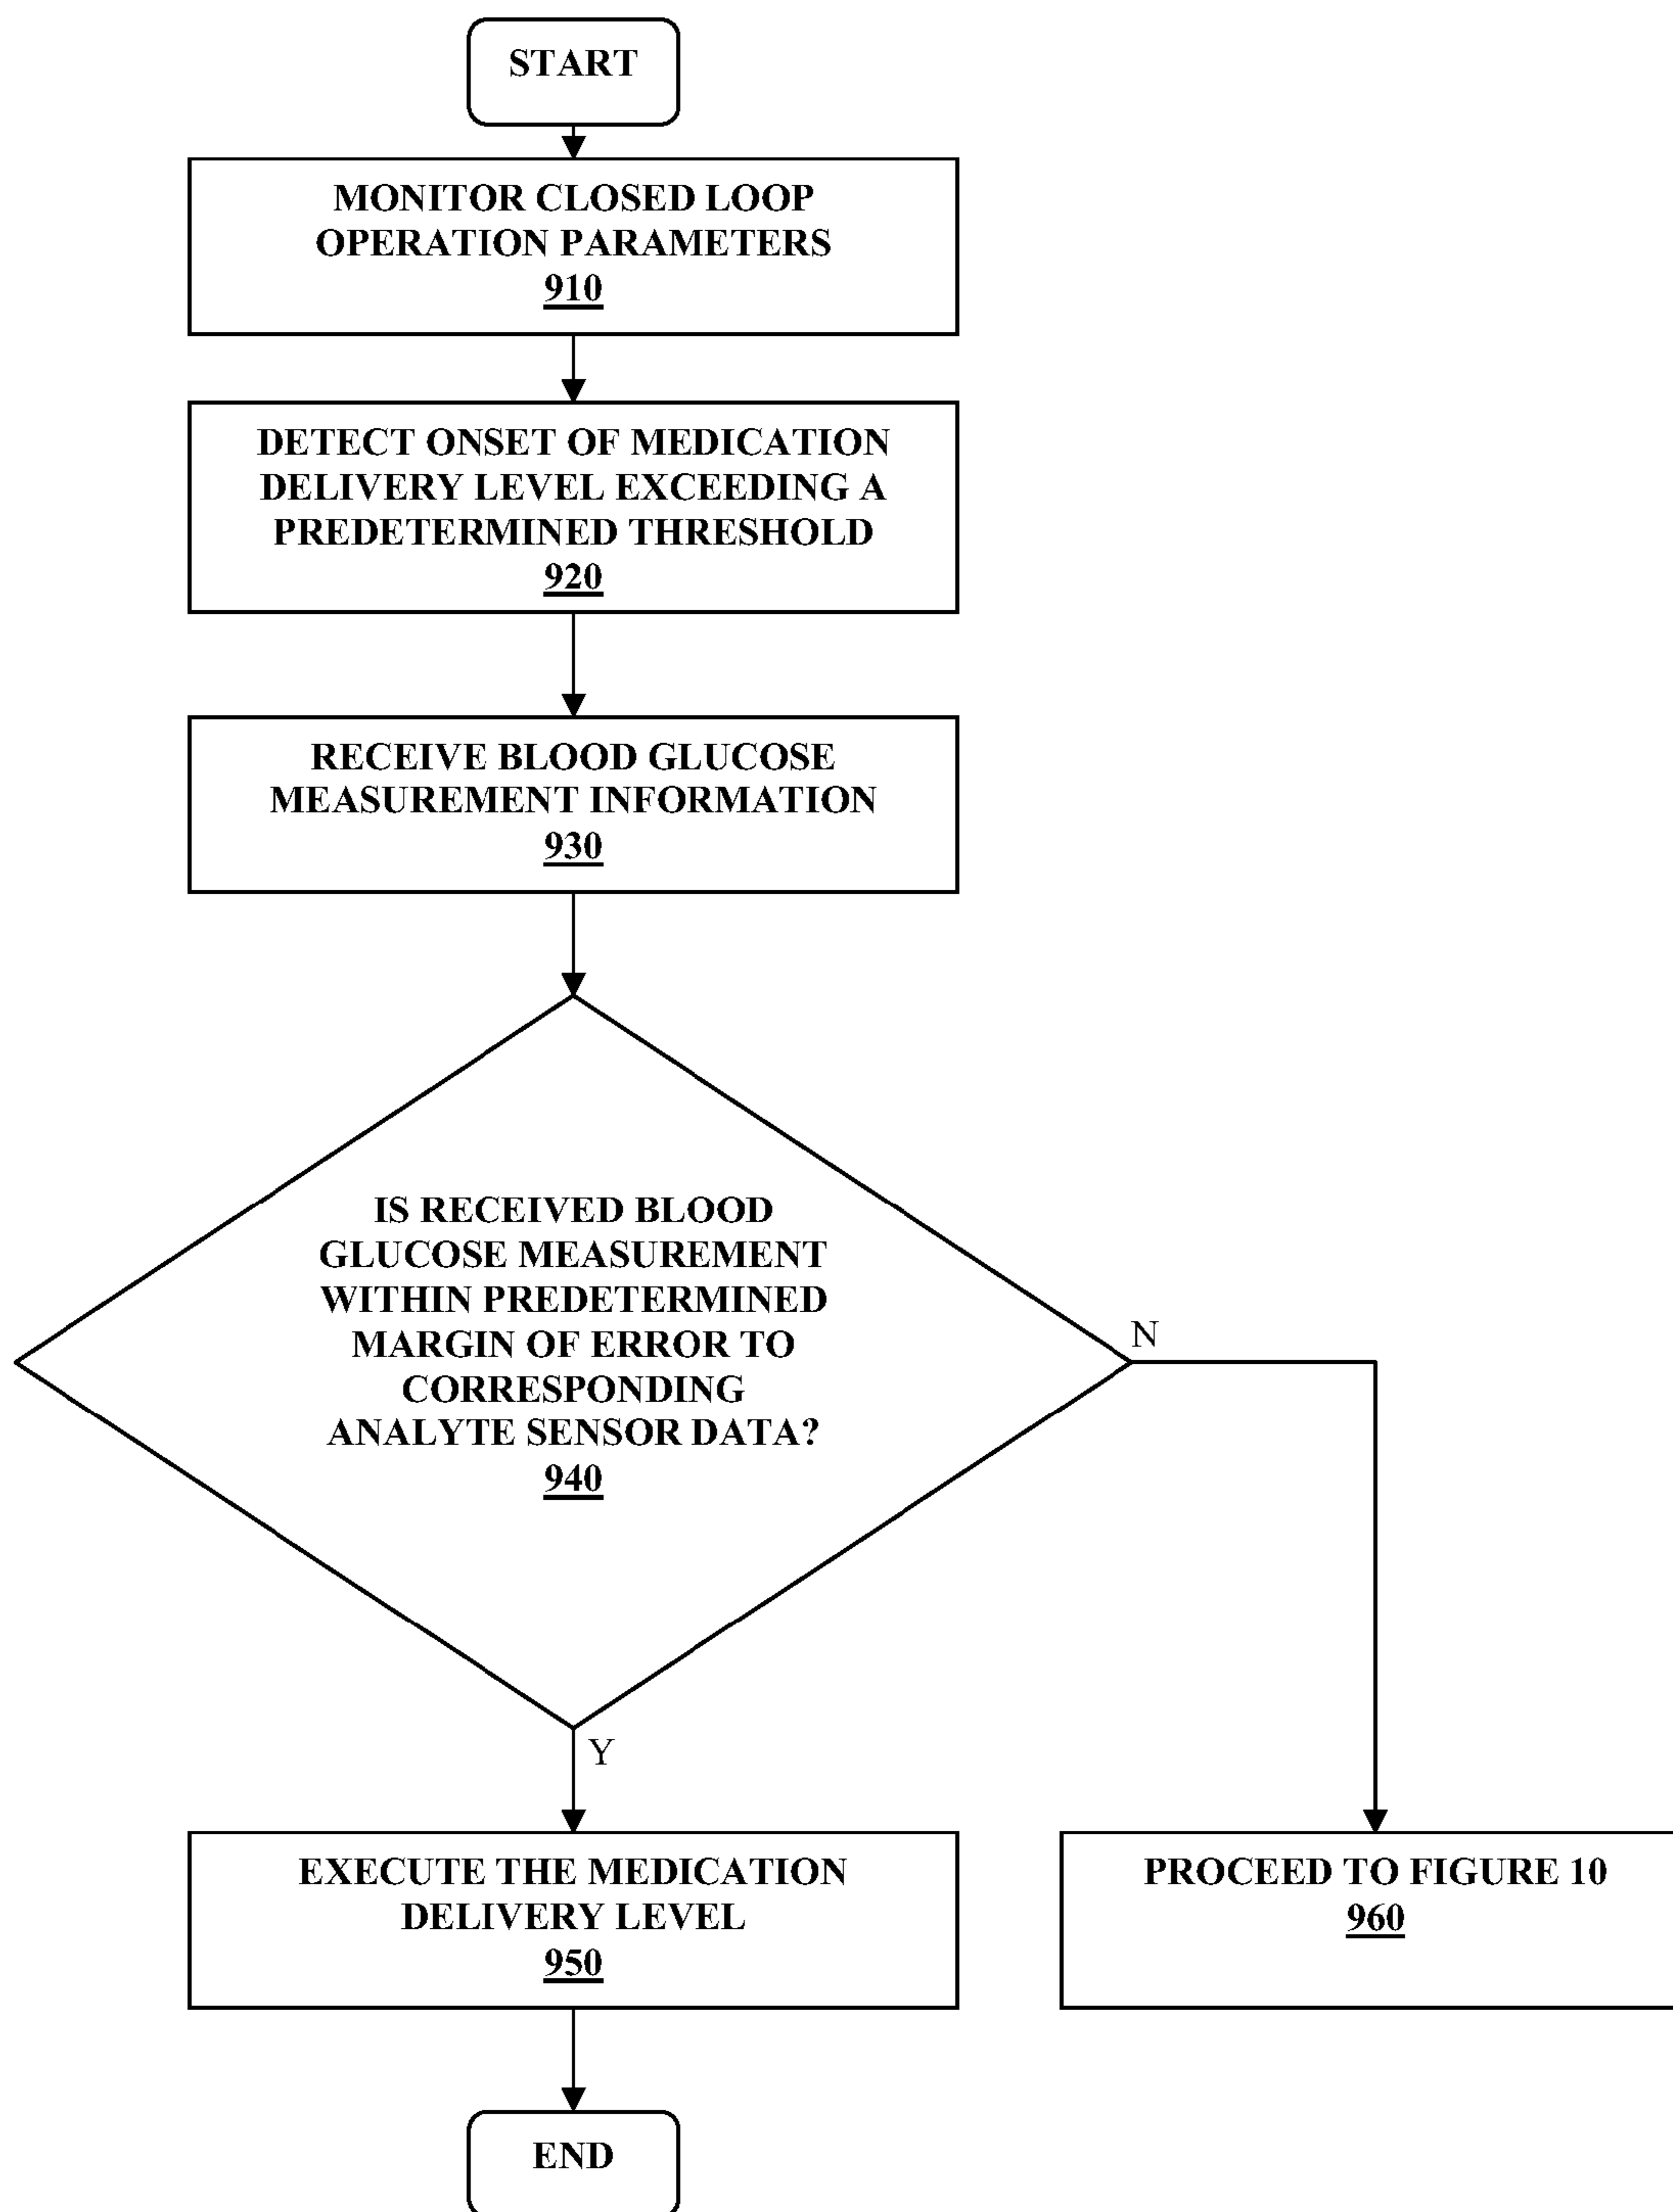 START
MONITOR CLOSED LOOP
OPERATION PARAMETERS
910
DETECT ONSET OF MEDICATION
DELIVERY LEVEL EXCEEDING A
PREDETERMINED THRESHOLD
920
RECEIVE BLOOD GLUCOSE
MEASUREMENT INFORMATION
930
IS RECEIVED BLOOD
GLUCOSE MEASUREMENT
WITHIN PREDETERMINED
MARGIN OF ERROR TO
CORRESPONDING
ANALYTE SENSOR DATA?
940
N
Y
EXECUTE THE MEDICATION
DELIVERY LEVEL
950
PROCEED TO FIGURE 10
960
END